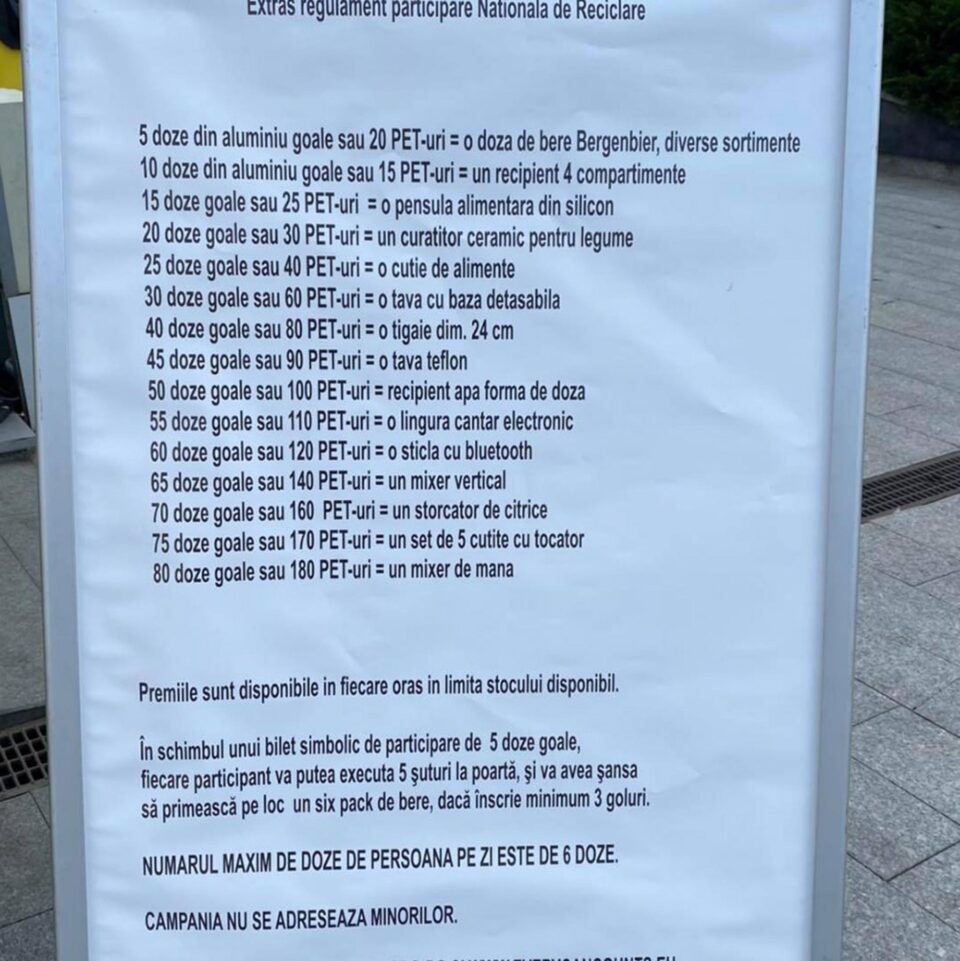 Extras regulament participare Nationala de Reciclare
5 doze din aluminiu goale sau 20 PET-uri = o doza de bere Bergenbier, diverse sortimente
10 doze din aluminiu goale sau 15 PET-uri = un recipient 4 compartimente
15 doze goale sau 25 PET-uri = o pensula alimentara din silicon
20 doze goale sau 30 PET-uri = un curatitor ceramic pentru legume
25 doze goale sau 40 PET-uri = o cutie de alimente
30 doze goale sau 60 PET-uri = o tava cu baza detasabila
40 doze goale sau 80 PET-uri = o tigaie dim. 24 cm
45 doze goale sau 90 PET-uri = o tava teflon
50 doze goale sau 100 PET-uri = recipient apa forma de doza
55 doze goale sau 110 PET-uri = o lingura cantar electronic
60 doze goale sau 120 PET-uri = o sticla cu bluetooth
65 doze goale sau 140 PET-uri = un mixer vertical
70 doze goale sau 160 PET-uri = un storcator de citrice
75 doze goale sau 170 PET-uri = un set de 5 cutite cu tocator
80 doze goale sau 180 PET-uri = un mixer de mana
Premiile sunt disponibile in fiecare oras in limita stocului disponibil.
În schimbul unui bilet simbolic de participare de 5 doze goale,
fiecare participant va putea executa 5 șuturi la poartă, și va avea șansa
să primească pe loc un six pack de bere, dacă înscrie minimum 3 goluri.
NUMARUL MAXIM DE DOZE DE PERSOANA PE ZI ESTE DE 6 DOZE.
CAMPANIA NU SE ADRESEAZA MINORILOR.